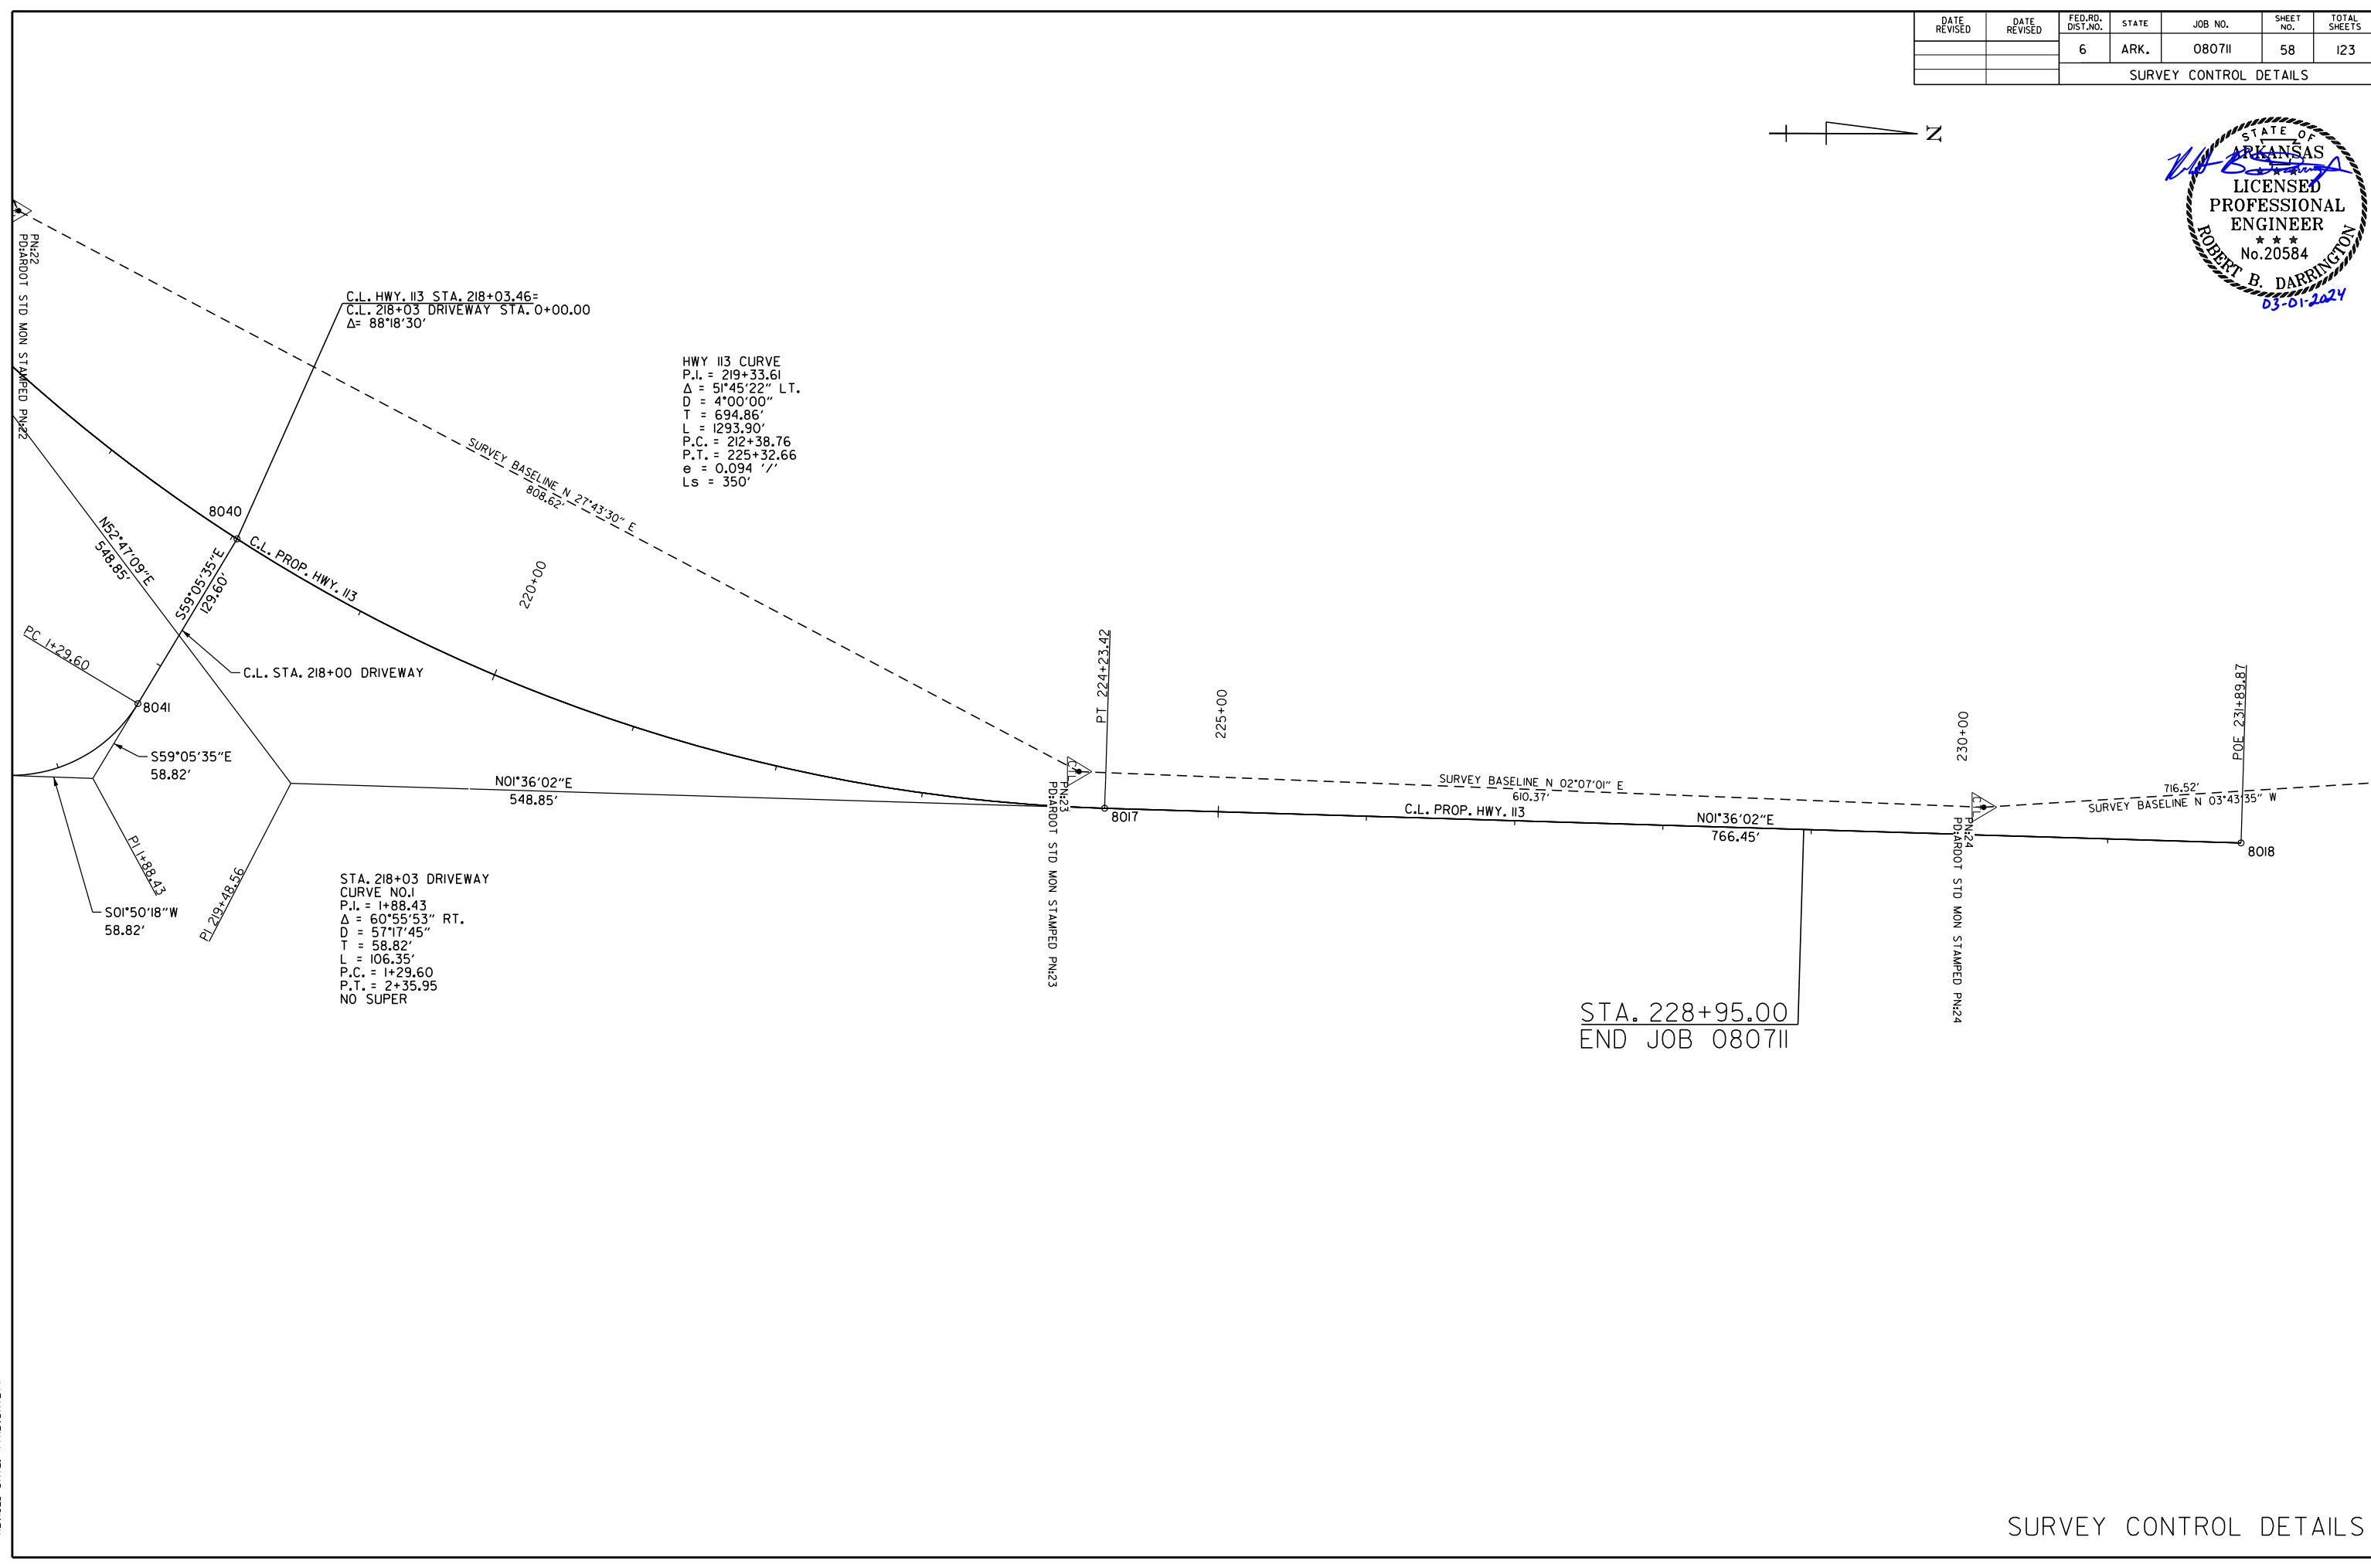 DATE REVISED
DATE REVISED
FED.RD. DIST.NO.
STATE
JOB NO.
SHEET NO.
TOTAL SHEETS
6
ARK.
080711
58
123
SURVEY CONTROL DETAILS
N
STATE OF
ARKANSAS
★ ★ ★
LICENSED
PROFESSIONAL
ENGINEER
★ ★ ★
No.20584
ROBERT B. DARRINGTON
03-01-2024
PN:22
PD:ARDOT STD MON STAMPED PN:22
C.L. HWY. 113 STA. 218+03.46=
C.L. 218+03 DRIVEWAY STA. 0+00.00
Δ= 88°18'30'
HWY 113 CURVE
P.I. = 219+33.61
Δ = 51°45'22" LT.
D = 4°00'00"
T = 694.86'
L = 1293.90'
P.C. = 212+38.76
P.T. = 225+32.66
e = 0.094 '/'
Ls = 350'
SURVEY BASELINE N 27°43'30" E
808.62'
8040
C.L. PROP. HWY. 113
N52°47'09"E
548.85'
S59°05'35"E
129.60'
220+00
PC 1+29.60
C.L. STA. 218+00 DRIVEWAY
8041
S59°05'35"E
58.82'
PT 224+23.42
225+00
230+00
POE 231+89.87
N01°36'02"E
548.85'
PN:23
PD:ARDOT STD MON STAMPED PN:23
8017
SURVEY BASELINE N 02°07'01" E
610.37'
C.L. PROP. HWY. 113
N01°36'02"E
766.45'
PN:24
PD:ARDOT STD MON STAMPED PN:24
716.52'
SURVEY BASELINE N 03°43'35" W
8018
PI 1+88.43
PI 219+48.56
S01°50'18"W
58.82'
STA. 218+03 DRIVEWAY
CURVE NO.1
P.I. = 1+88.43
Δ = 60°55'53" RT.
D = 57°17'45"
T = 58.82'
L = 106.35'
P.C. = 1+29.60
P.T. = 2+35.95
NO SUPER
STA. 228+95.00
END JOB 080711
SURVEY CONTROL DETAILS